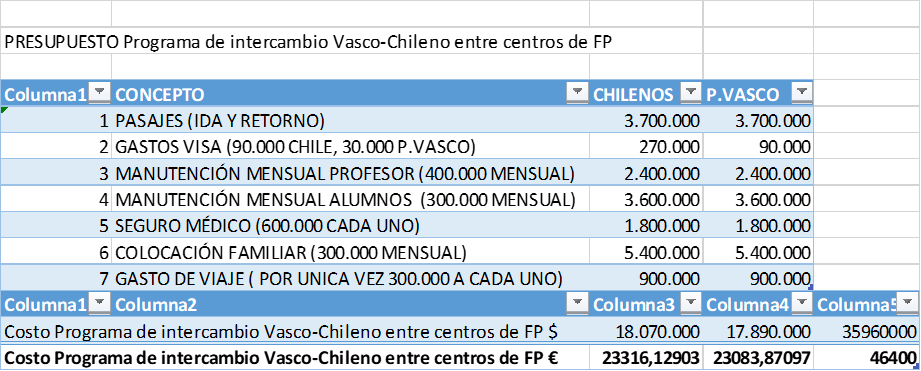 PRESUPUESTO Programa de intercambio Vasco-Chileno entre centros de FP
Columna1 CONCEPTO CHILENOS P.VASCO
1 PASAJES (IDA Y RETORNO) 3.700.000 3.700.000
2 GASTOS VISA (90.000 CHILE, 30.000 P.VASCO) 270.000 90.000
3 MANUTENCIÓN MENSUAL PROFESOR (400.000 MENSUAL) 2.400.000 2.400.000
4 MANUTENCIÓN MENSUAL ALUMNOS (300.000 MENSUAL) 3.600.000 3.600.000
5 SEGURO MÉDICO (600.000 CADA UNO) 1.800.000 1.800.000
6 COLOCACIÓN FAMILIAR (300.000 MENSUAL) 5.400.000 5.400.000
7 GASTO DE VIAJE ( POR UNICA VEZ 300.000 A CADA UNO) 900.000 900.000
Columna1 Columna2 Columna3 Columna4 Columna5
Costo Programa de intercambio Vasco-Chileno entre centros de FP $ 18.070.000 17.890.000 35960000
Costo Programa de intercambio Vasco-Chileno entre centros de FP € 23316,12903 23083,87097 46400